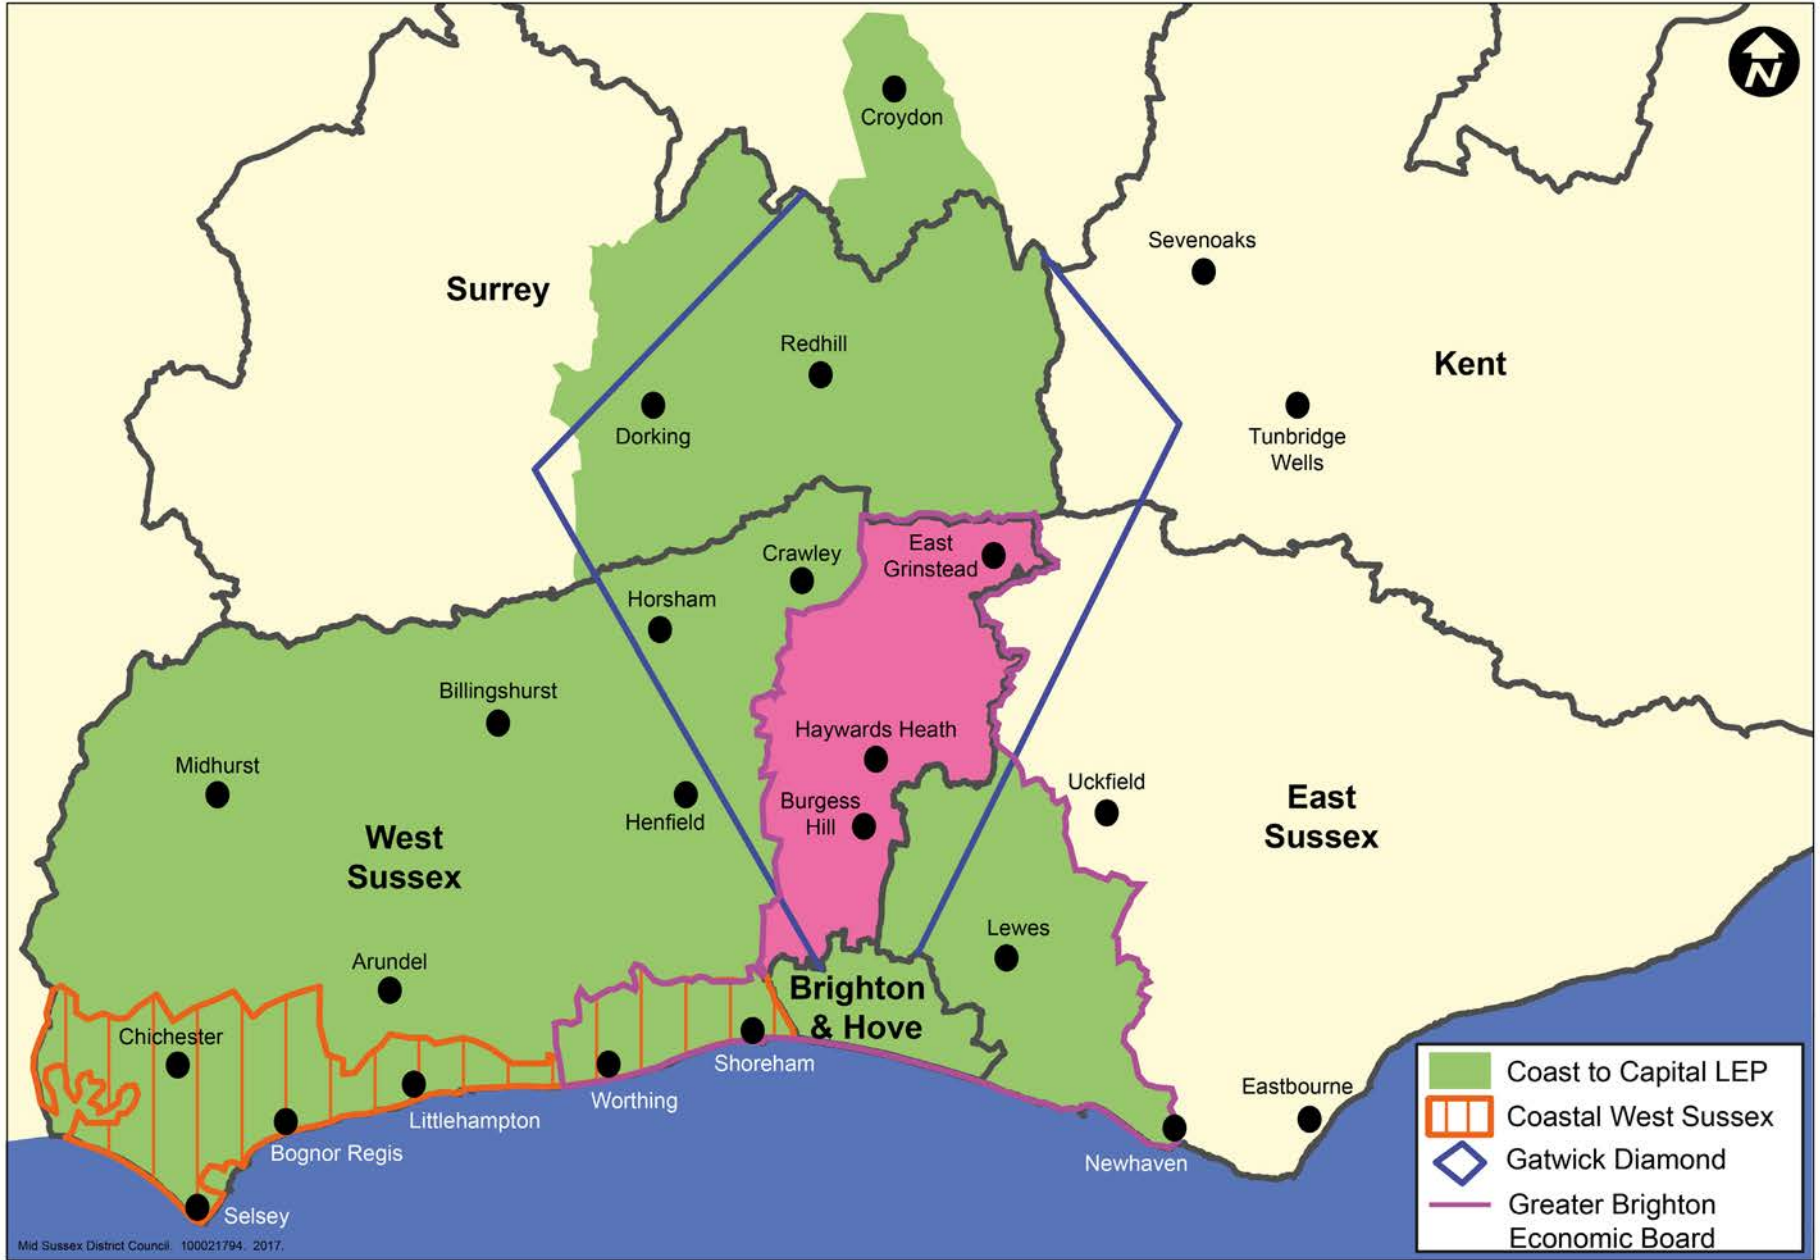 N
Croydon
Sevenoaks
Surrey
Redhill
Kent
Dorking
Tunbridge
Wells
Crawley
East
Grinstead
Horsham
Billingshurst
Haywards Heath
Midhurst
Uckfield
Burgess
Hill
Henfield
East
Sussex
West
Sussex
Lewes
Arundel
Brighton
& Hove
Chichester
Shoreham
Worthing
Littlehampton
Bognor Regis
Eastbourne
Newhaven
Selsey
Coast to Capital LEP
Coastal West Sussex
Gatwick Diamond
Greater Brighton
Economic Board
Mid Sussex District Council. 100021794. 2017.